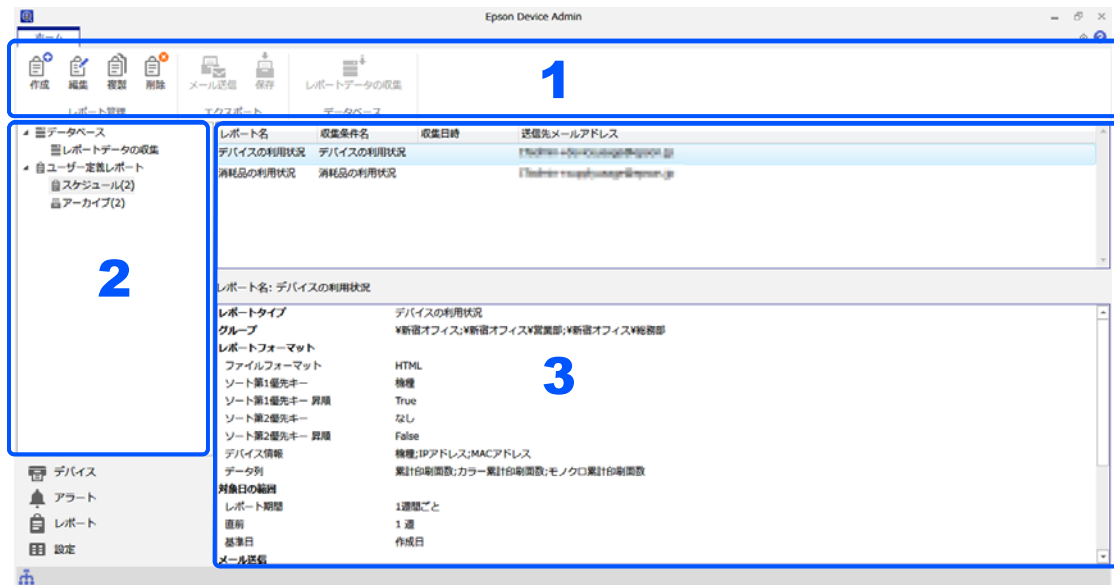 Epson Device Admin
ホーム
作成 編集 複製 削除 メール送信 保存 レポートデータの収集
レポート管理 エクスポート データベース
1
データベース
レポートデータの収集
ユーザー定義レポート
スケジュール(2)
アーカイブ(2)
2
デバイス
アラート
レポート
設定
レポート名 収集条件名 収集日時 送信先メールアドレス
デバイスの利用状況 デバイスの利用状況
消耗品の利用状況 消耗品の利用状況
レポート名: デバイスの利用状況
レポートタイプ デバイスの利用状況
グループ ¥新宿オフィス;¥新宿オフィス¥営業部;¥新宿オフィス¥総務部
レポートフォーマット
ファイルフォーマット HTML
ソート第1優先キー 機種
ソート第1優先キー 昇順 True
ソート第2優先キー なし
ソート第2優先キー 昇順 False
デバイス情報 機種;IPアドレス;MACアドレス
データ列 累計印刷面数;カラー累計印刷面数;モノクロ累計印刷面数
対象日の範囲
レポート期間 1週間ごと
直前 1 週
基準日 作成日
メール送信
3